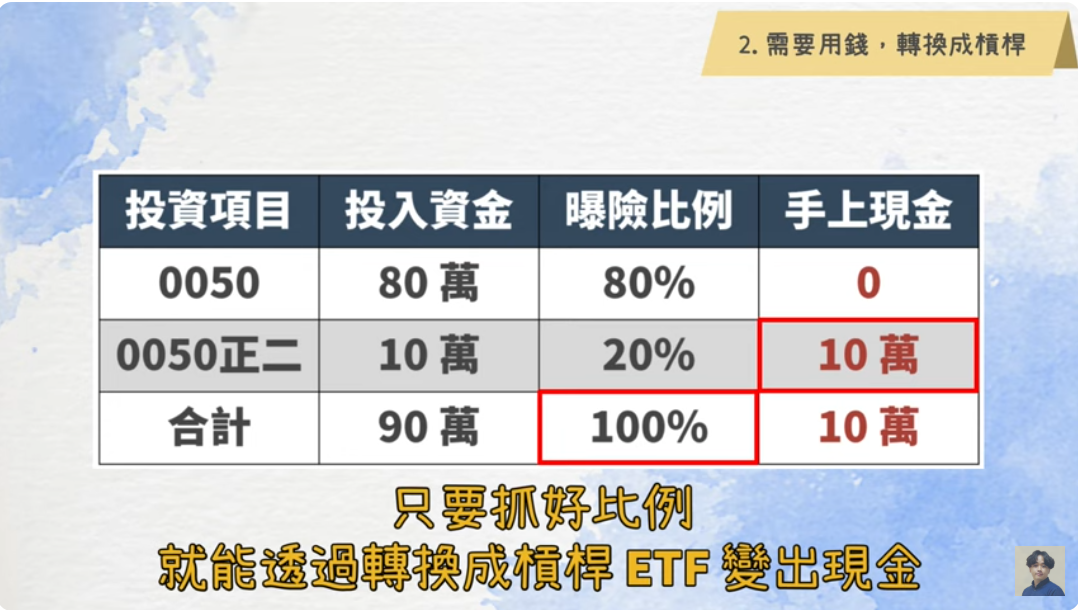 2. 需要用錢，轉換成槓桿
投資項目 投入資金 曝險比例 手上現金
0050 80 萬 80% 0
0050正二 10 萬 20% 10 萬
合計 90 萬 100% 10 萬
只要抓好比例
就能透過轉換成槓桿 ETF 變出現金